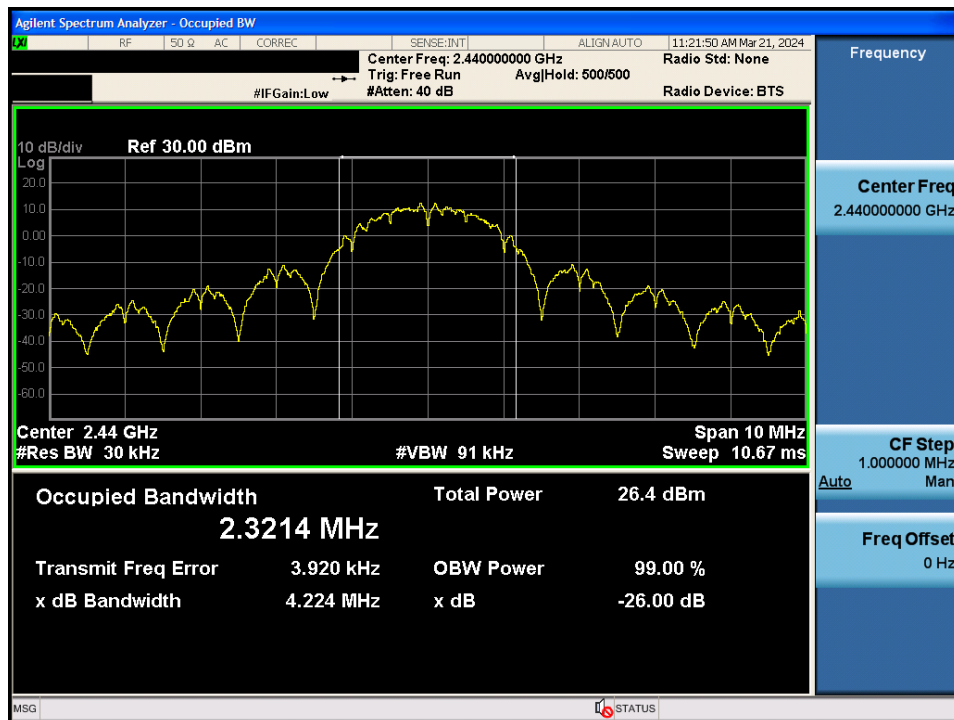 Agilent Spectrum Analyzer - Occupied BW
LXI RF 50 Ω AC CORREC SENSE:INT ALIGN AUTO 11:21:50 AM Mar 21, 2024
Center Freq: 2.440000000 GHz Radio Std: None
Trig: Free Run Avg|Hold: 500/500
#IFGain:Low #Atten: 40 dB Radio Device: BTS
10 dB/div Ref 30.00 dBm
Log
20.0
10.0
0.00
-10.0
-20.0
-30.0
-40.0
-50.0
-60.0
Center 2.44 GHz Span 10 MHz
#Res BW 30 kHz #VBW 91 kHz Sweep 10.67 ms
Occupied Bandwidth Total Power 26.4 dBm
2.3214 MHz
Transmit Freq Error 3.920 kHz OBW Power 99.00 %
x dB Bandwidth 4.224 MHz x dB -26.00 dB
Frequency
Center Freq
2.440000000 GHz
CF Step
1.000000 MHz
Auto Man
Freq Offset
0 Hz
MSG STATUS